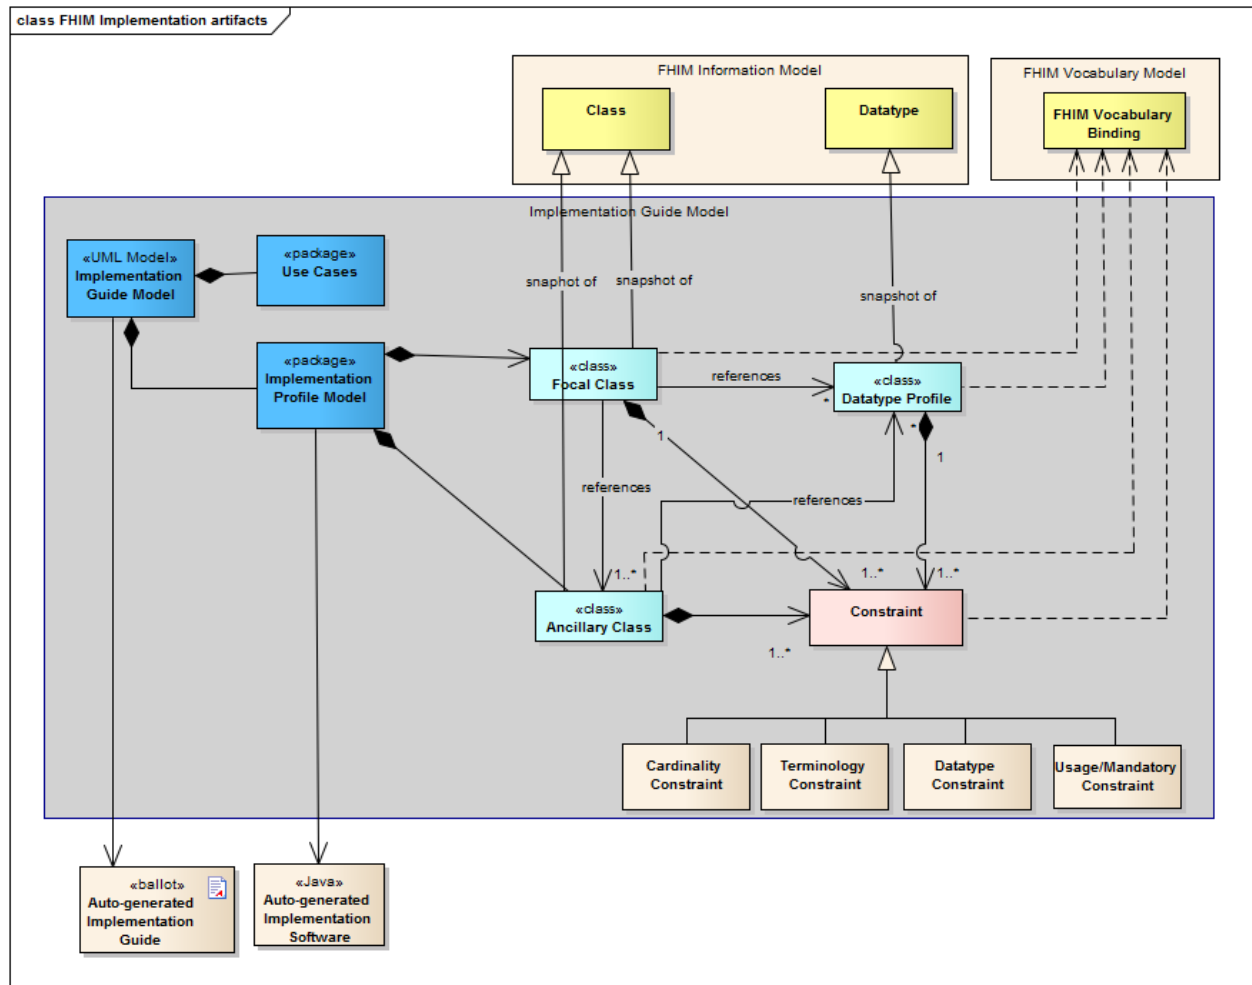 class FHIM Implementation artifacts
FHIM Information Model
FHIM Vocabulary Model
Class
Datatype
FHIM Vocabulary
Binding
Implementation Guide Model
«UML Model»
Implementation
Guide Model
«package»
Use Cases
snaphot of
snapshot of
snapshot of
«package»
Implementation
Profile Model
«class»
Focal Class
references
*
«class»
Datatype Profile
1
*
1
references
references
1..*
1..*
1..*
«class»
Ancillary Class
Constraint
1..*
Cardinality
Constraint
Terminology
Constraint
Datatype
Constraint
Usage/Mandatory
Constraint
«ballot»
Auto-generated
Implementation
Guide
«Java»
Auto-generated
Implementation
Software